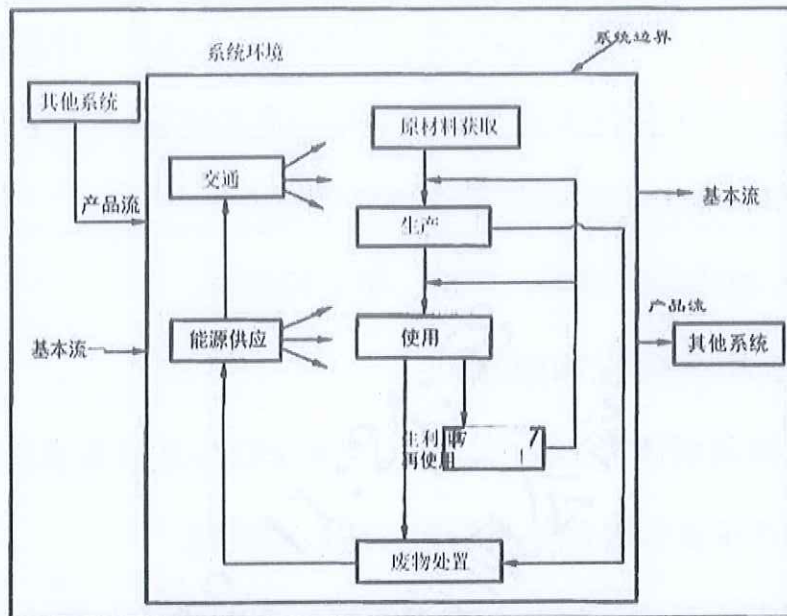 系统环境
系统边界
其他系统
原材料获取
交通
产品流
基本流
生产
产品流
能源供应
使用
基本流
其他系统
再使用
废物处置